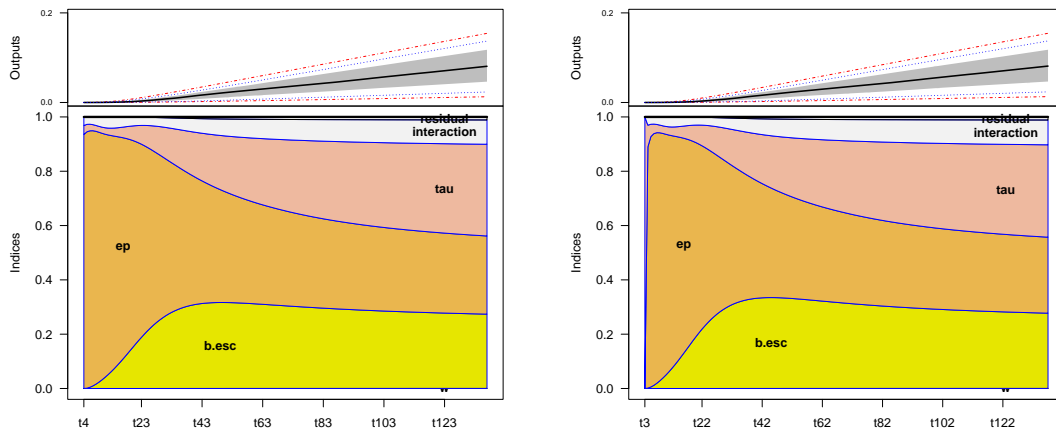 0.2
Outputs
0.0
1.0
residual
interaction
0.8
tau
0.6
Indices
ep
0.4
0.2
b.esc
0.0
t4 t23 t43 t63 t83 t103 t123
0.2
Outputs
0.0
1.0
residual
interaction
0.8
tau
0.6
Indices
ep
0.4
0.2
b.esc
0.0
t3 t22 t42 t62 t82 t102 t122